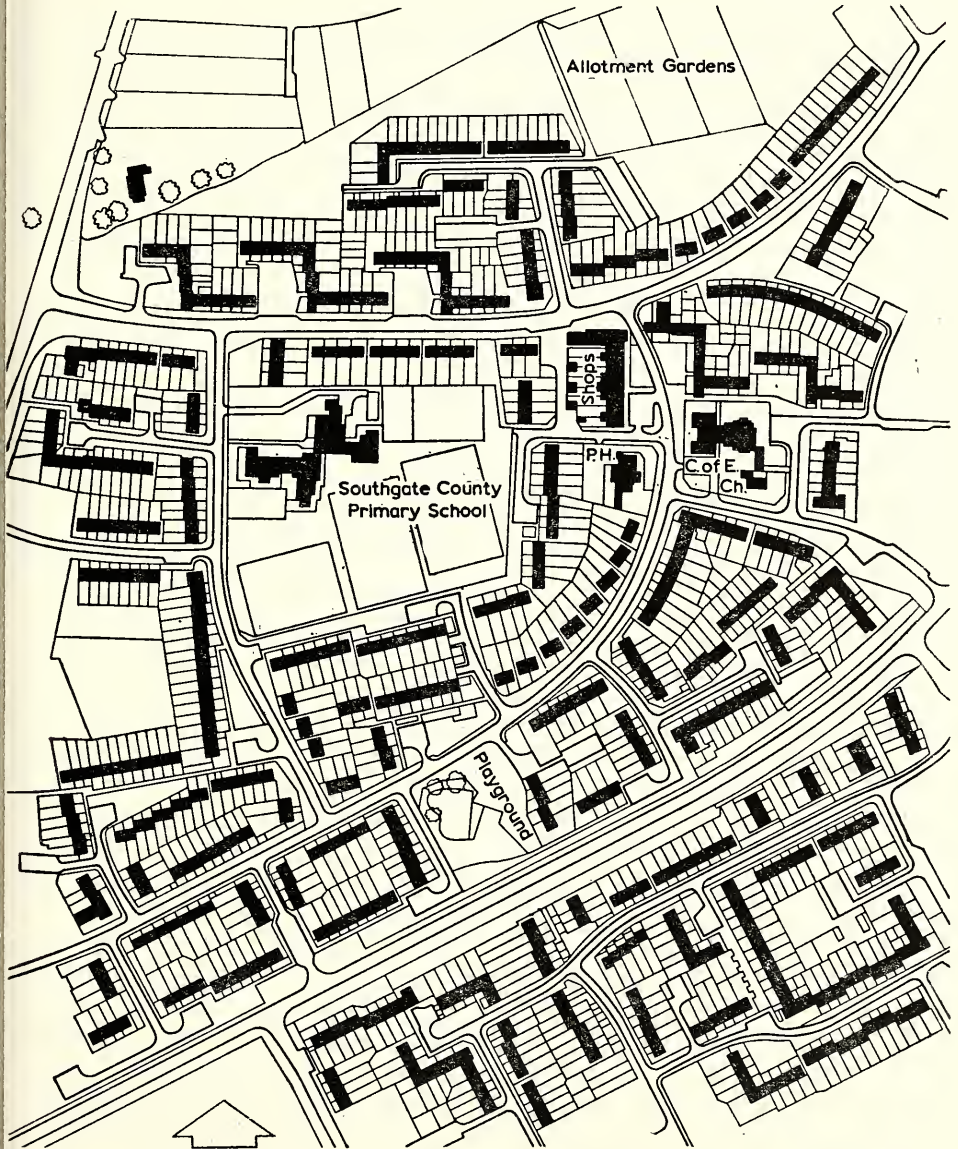 Allotment Gardens
Shops
P.H.
C. of E.
Ch.
Southgate County
Primary School
Playground